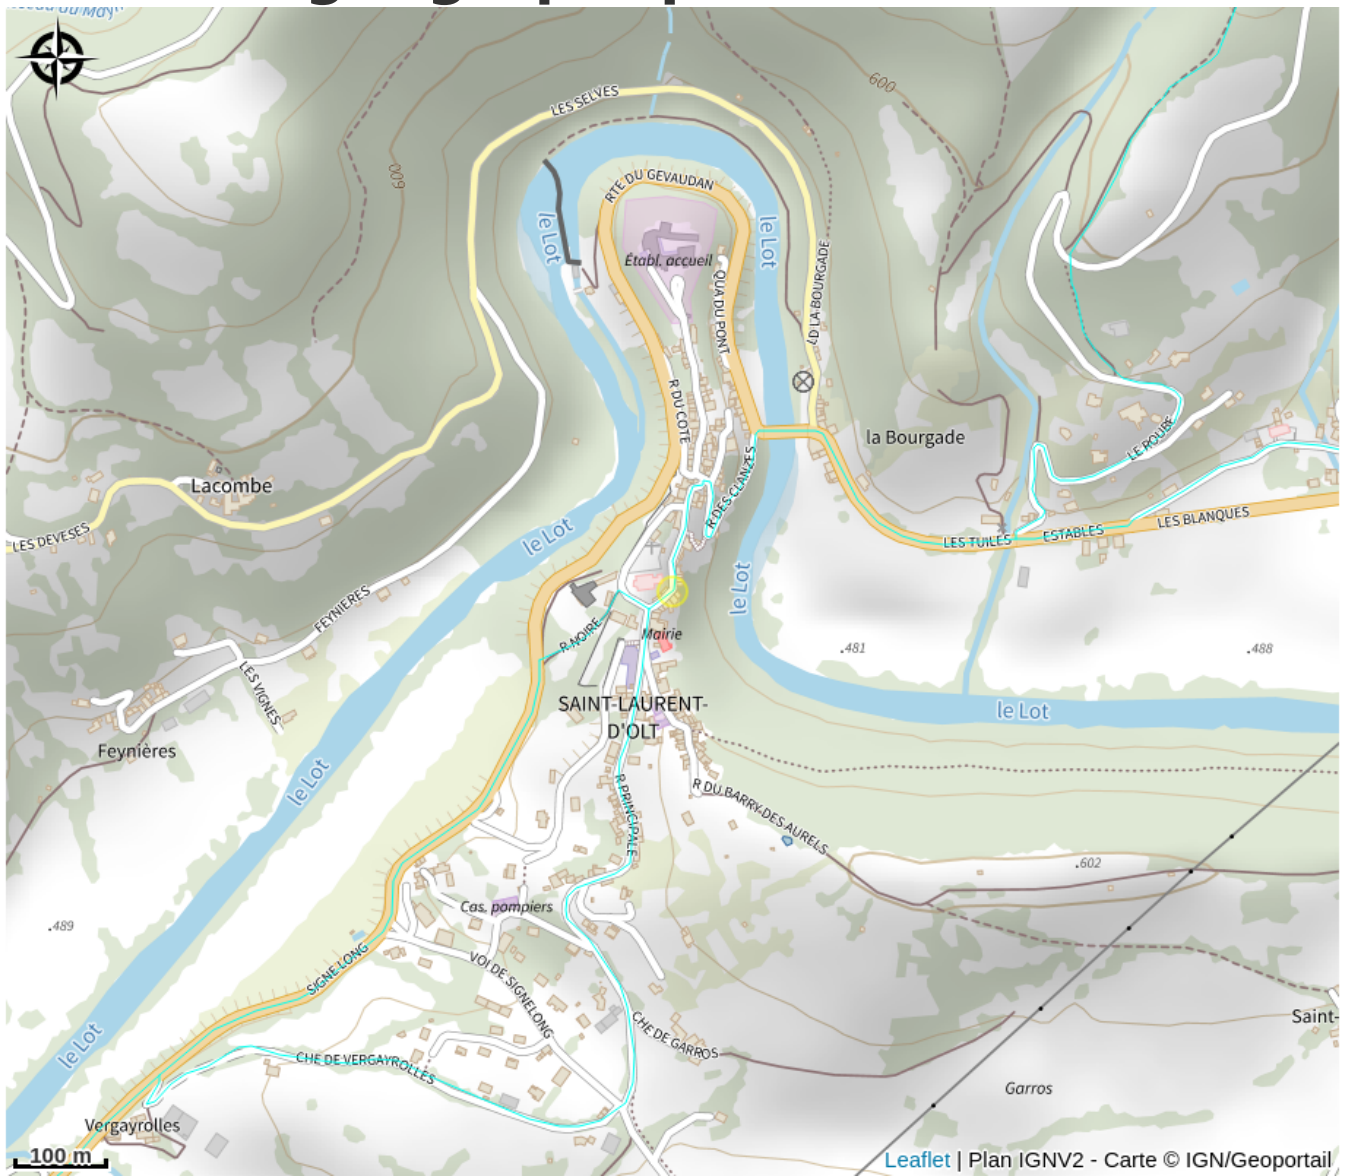 600
LES SELVES
600
RTE DU GEVAUDAN
le Lot
le Lot
Établ. accueil
QUA DU PONT
D LA BOURGADE
R DU COTE
la Bourgade
LE ROUBE
Lacombe
R DES CLANZES
LES DEVESES
le Lot
LES TUILES
ESTABLES
LES BLANQUES
le Lot
FEYNIERES
R NOIRE
Mairie
.481
.488
LES VIGNES
SAINT-LAURENT-
D'OLT
le Lot
Feynières
le Lot
R PRINCIPALE
R DU BARRY-DES-AURELS
.602
Cas. pompiers
.489
SIGNE LONG
VOI DE SIGNELONG
Saint-
le Lot
CHE DE GARROS
CHE DE VERGAYROLLES
Garros
Vergayrolles
100 m
Leaflet | Plan IGNV2 - Carte © IGN/Geoportail